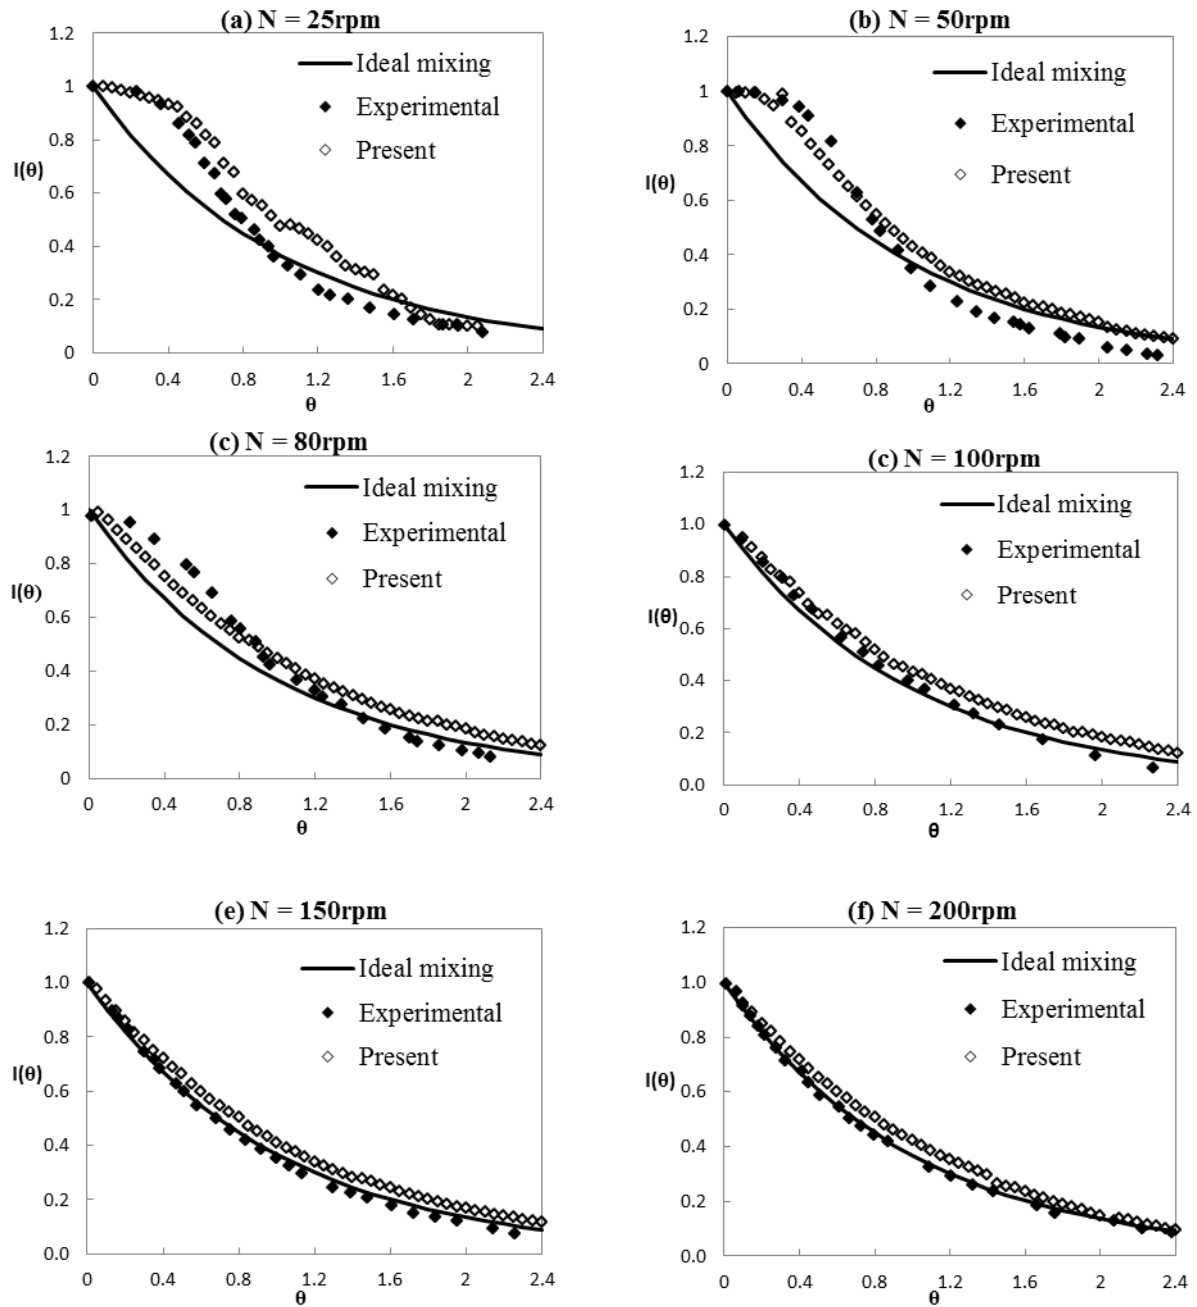 (a) N = 25rpm
1.2
1
0.8
0.6
0.4
0.2
0
I(θ)
Ideal mixing
Experimental
Present
0 0.4 0.8 1.2 1.6 2 2.4
θ
(b) N = 50rpm
1.2
1
0.8
0.6
0.4
0.2
0
I(θ)
Ideal mixing
Experimental
Present
0 0.4 0.8 1.2 1.6 2 2.4
θ
(c) N = 80rpm
1.2
1
0.8
0.6
0.4
0.2
0
I(θ)
Ideal mixing
Experimental
Present
0 0.4 0.8 1.2 1.6 2 2.4
θ
(c) N = 100rpm
1.2
1.0
0.8
0.6
0.4
0.2
0.0
I(θ)
Ideal mixing
Experimental
Present
0 0.4 0.8 1.2 1.6 2 2.4
θ
(e) N = 150rpm
1.2
1.0
0.8
0.6
0.4
0.2
0.0
I(θ)
Ideal mixing
Experimental
Present
0 0.4 0.8 1.2 1.6 2 2.4
θ
(f) N = 200rpm
1.2
1.0
0.8
0.6
0.4
0.2
0.0
I(θ)
Ideal mixing
Experimental
Present
0 0.4 0.8 1.2 1.6 2 2.4
θ